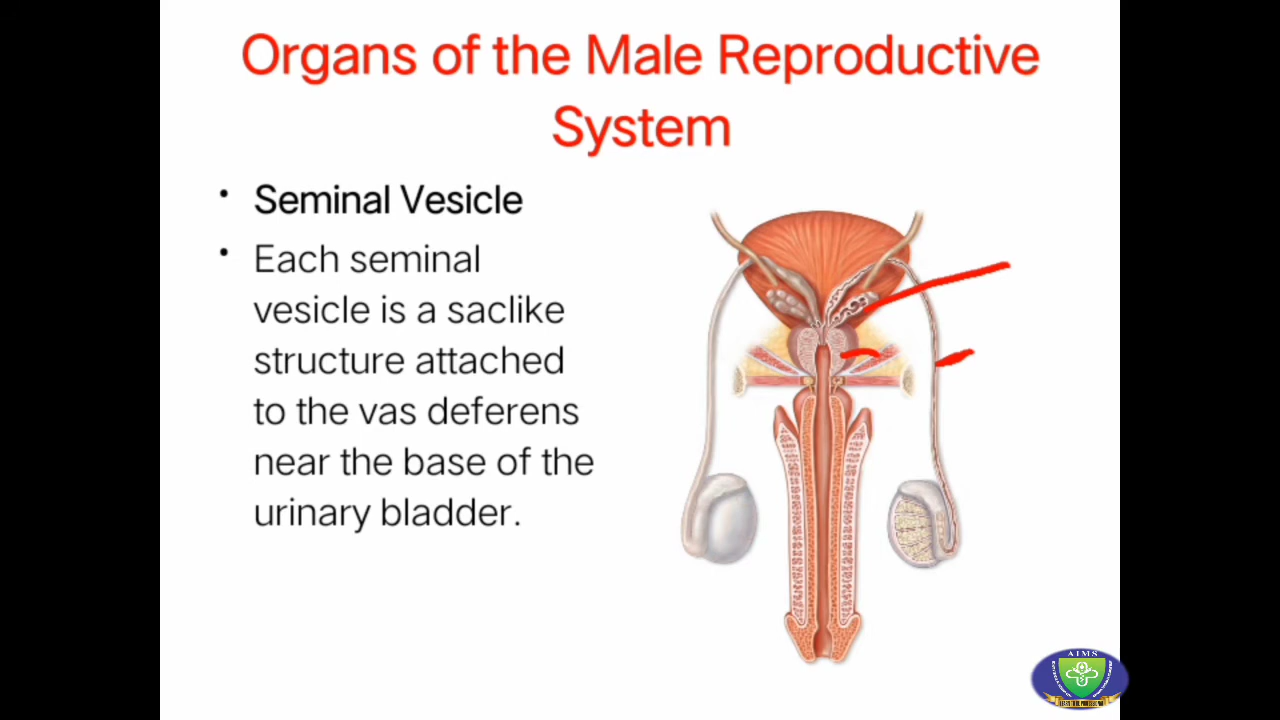 Organs of the Male Reproductive
System
• Seminal Vesicle
• Each seminal
vesicle is a saclike
structure attached
to the vas deferens
near the base of the
urinary bladder.
AIMS